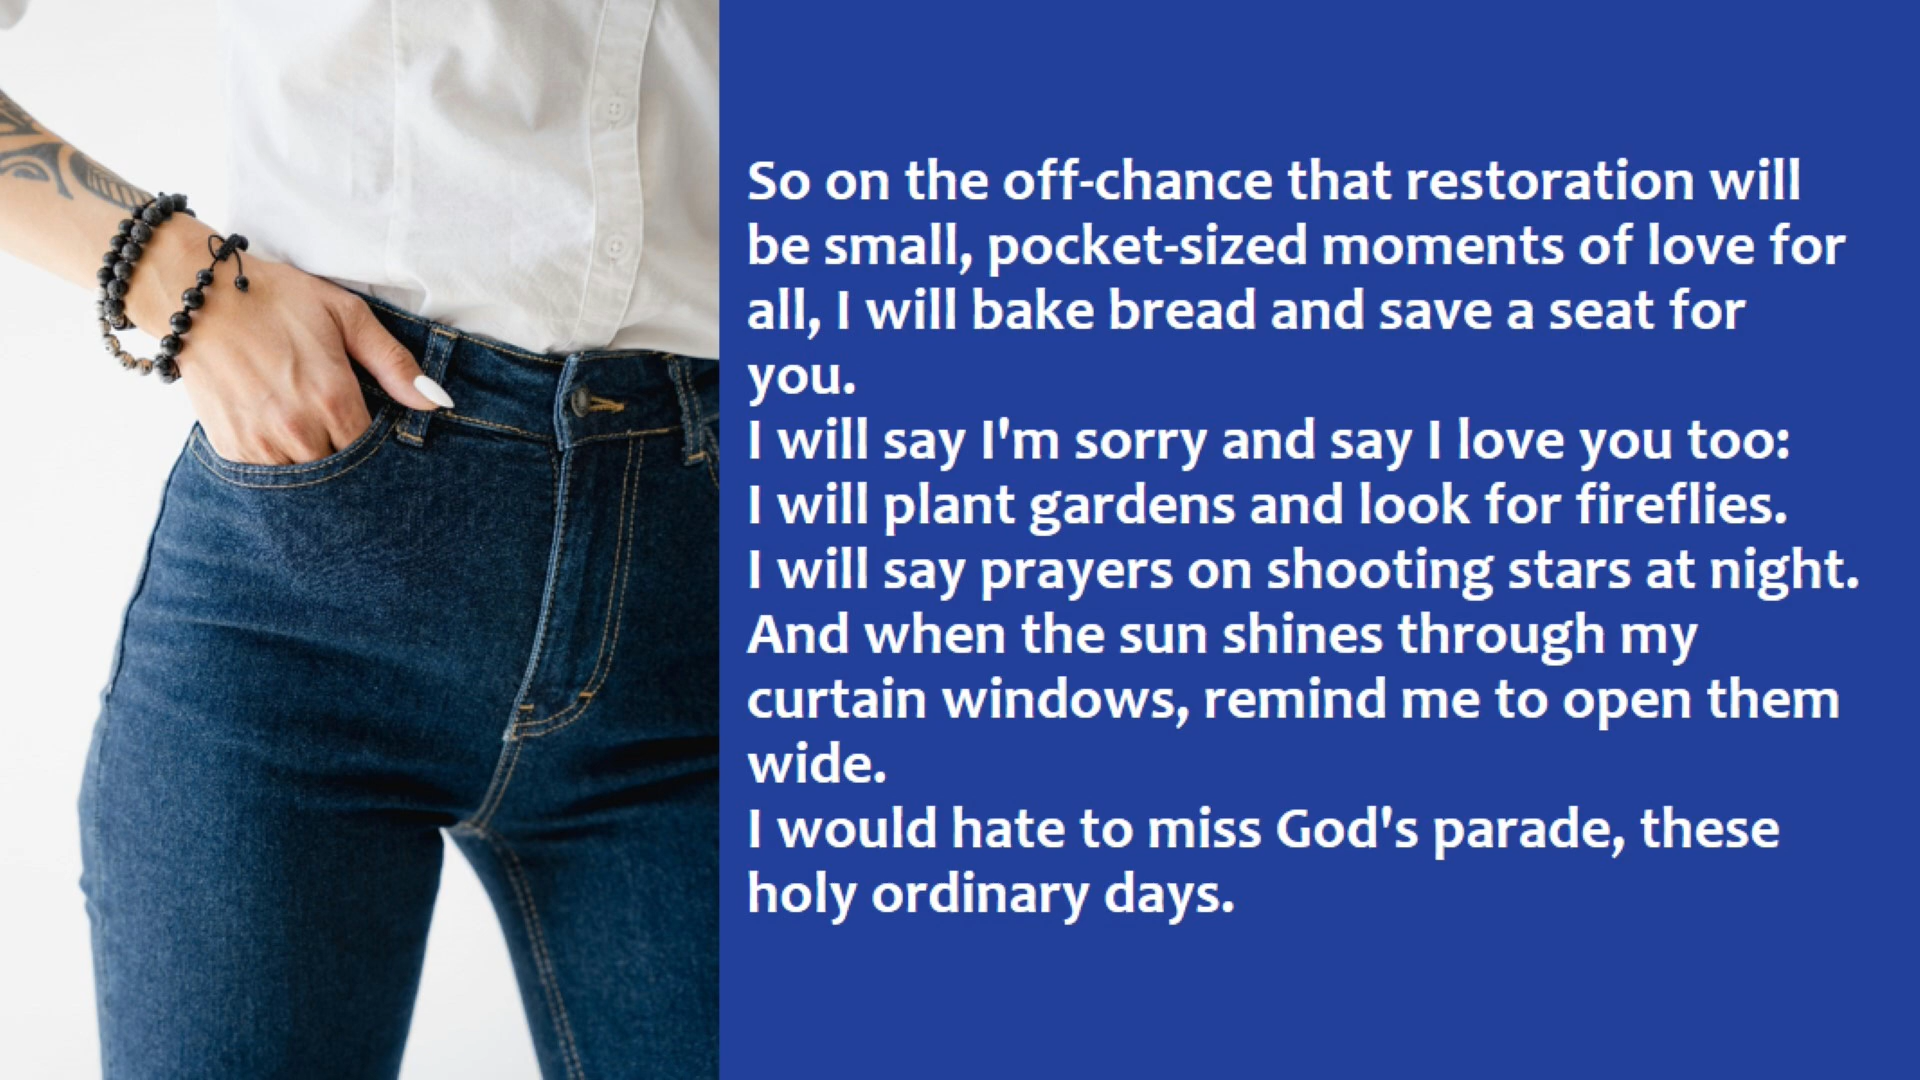 So on the off-chance that restoration will
be small, pocket-sized moments of love for
all, I will bake bread and save a seat for
you.
I will say I'm sorry and say I love you too:
I will plant gardens and look for fireflies.
I will say prayers on shooting stars at night.
And when the sun shines through my
curtain windows, remind me to open them
wide.
I would hate to miss God's parade, these
holy ordinary days.